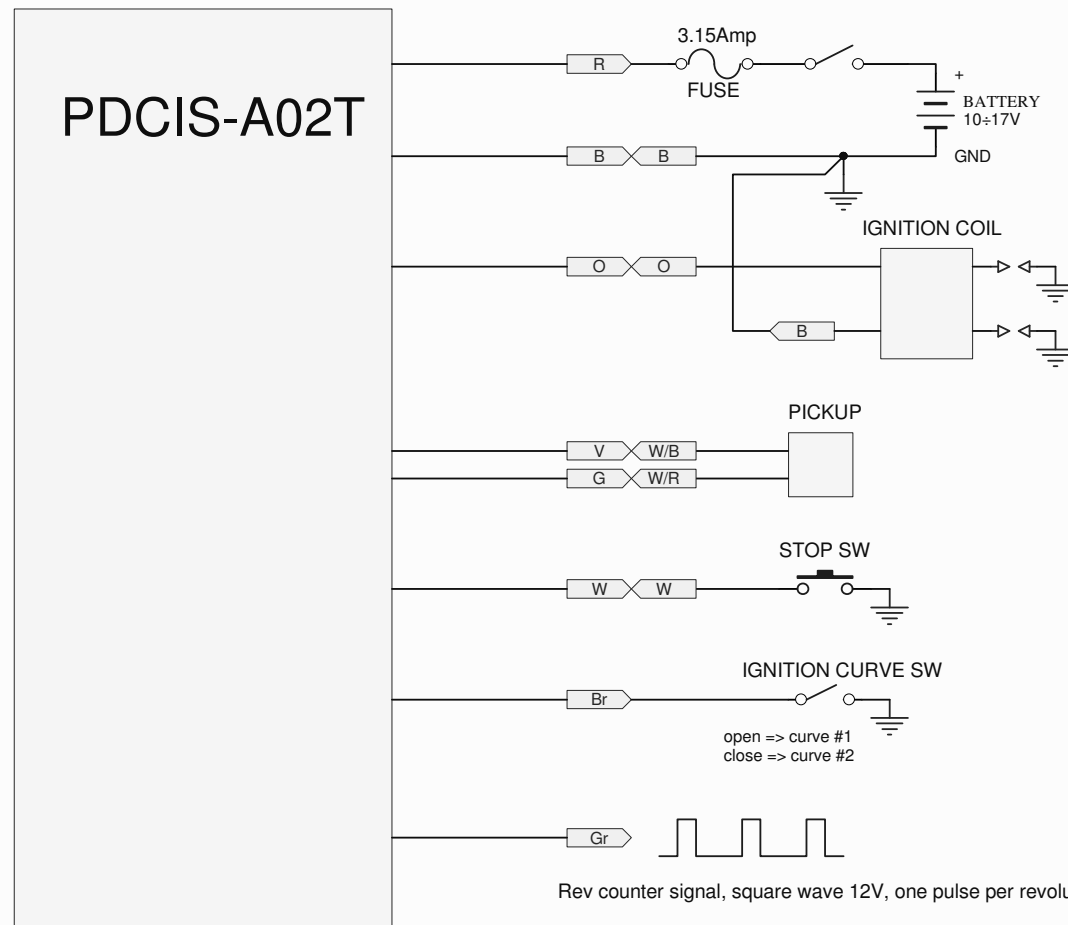 PDCIS-A02T
3.15Amp
R
FUSE
+
BATTERY
10÷17V
B B
GND
IGNITION COIL
O O
B
PICKUP
V W/B
G W/R
STOP SW
W W
IGNITION CURVE SW
Br
open => curve #1
close => curve #2
Gr
Rev counter signal, square wave 12V, one pulse per